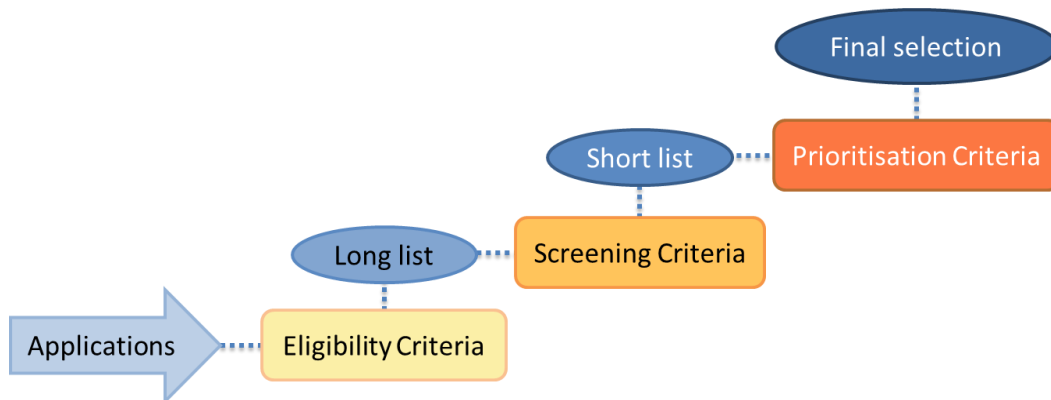 Final selection
Short list
Prioritisation Criteria
Long list
Screening Criteria
Applications
Eligibility Criteria